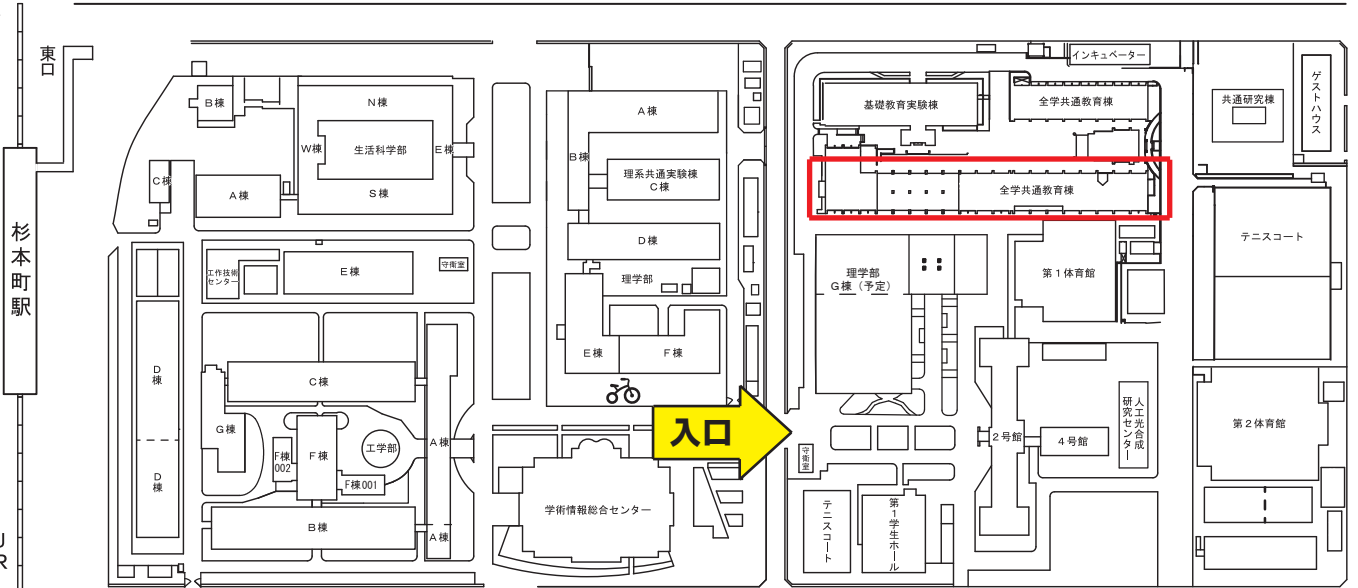 東口
杉本町駅
B棟
N棟
W棟
生活科学部
E棟
C棟
A棟
S棟
工作技術
センター
E棟
守衛室
D棟
D棟
C棟
G棟
F棟
002
F棟
工学部
F棟001
A棟
B棟
A棟
A棟
B棟
理系共通実験棟
C棟
D棟
理学部
E棟
F棟
入口
学術情報総合センター
インキュベーター
基礎教育実験棟
全学共通教育棟
共通研究棟
ゲストハウス
全学共通教育棟
テニスコート
理学部
G棟（予定）
第1体育館
2号館
4号館
人工光合成
研究センター
第2体育館
守衛室
テニスコート
第1学生ホール